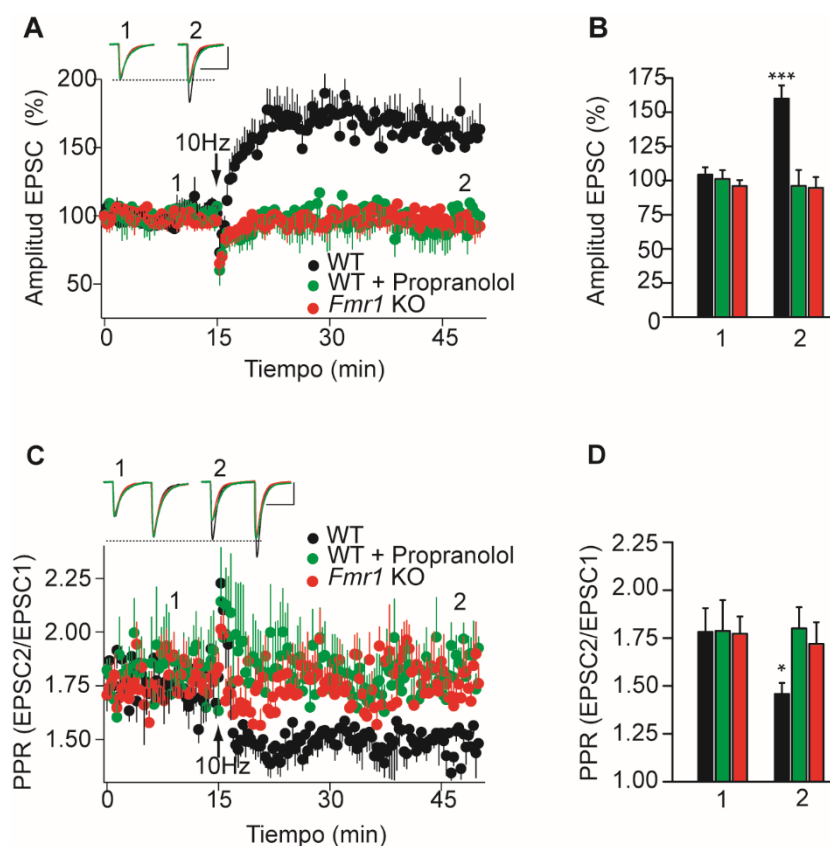 A
1 2
200
150
100
50
Amplitud EPSC (%)
10Hz
1
2
WT
WT + Propranolol
Fmr1 KO
0 15 30 45
Tiempo (min)
B
175
150
125
100
75
50
25
0
Amplitud EPSC (%)
***
1 2
C
1 2
WT
WT + Propranolol
Fmr1 KO
2.25
2.00
1.75
1.50
PPR (EPSC2/EPSC1)
1
2
10Hz
0 15 30 45
Tiempo (min)
D
2.25
2.00
1.75
1.50
1.25
1.00
PPR (EPSC2/EPSC1)
*
1 2